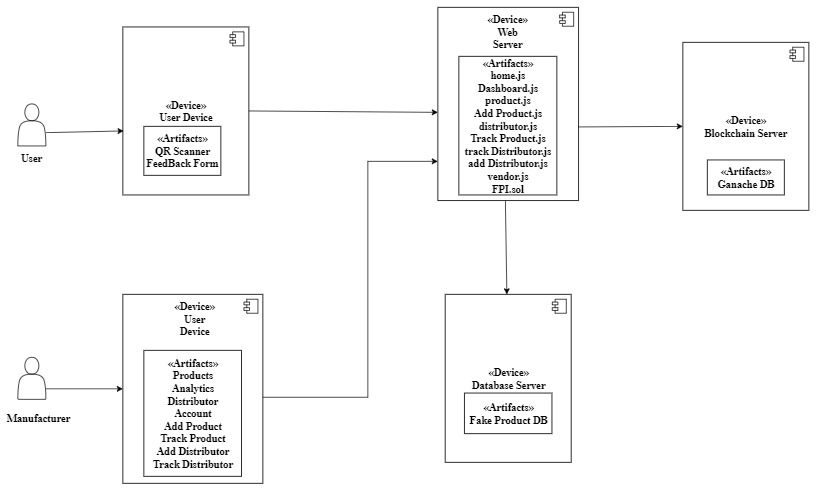 User
«Device»
User Device
«Artifacts»
QR Scanner
FeedBack Form
«Device»
Web
Server
«Artifacts»
home.js
Dashboard.js
product.js
Add Product.js
distributor.js
Track Product.js
track Distributor.js
add Distributor.js
vendor.js
FPI.sol
«Device»
Blockchain Server
«Artifacts»
Ganache DB
Manufacturer
«Device»
User
Device
«Artifacts»
Products
Analytics
Distributor
Account
Add Product
Track Product
Add Distributor
Track Distributor
«Device»
Database Server
«Artifacts»
Fake Product DB